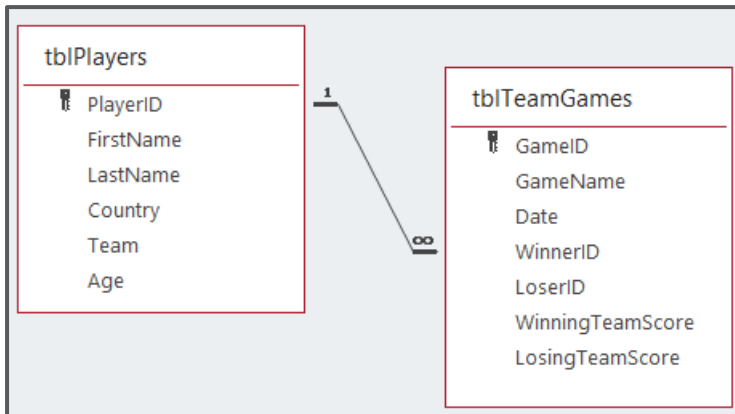 tblPlayers
PlayerID
FirstName
LastName
Country
Team
Age
1
∞
tblTeamGames
GameID
GameName
Date
WinnerID
LoserID
WinningTeamScore
LosingTeamScore